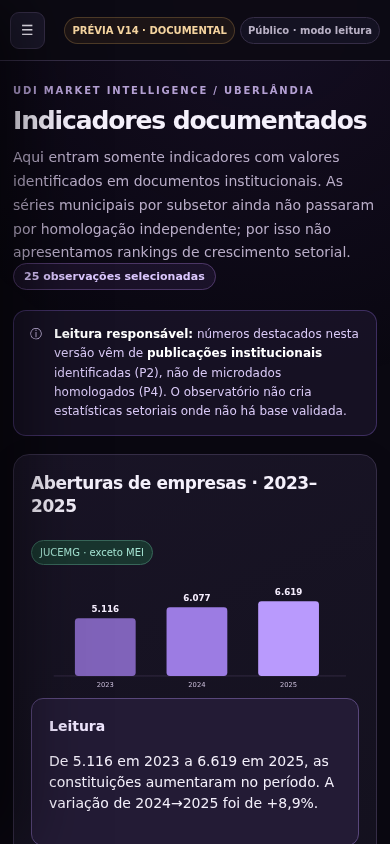 ☰
PRÉVIA V14 · DOCUMENTAL
Público · modo leitura
UDI MARKET INTELLIGENCE / UBERLÂNDIA
Indicadores documentados
Aqui entram somente indicadores com valores
identificados em documentos institucionais. As
séries municipais por subsetor ainda não passaram
por homologação independente; por isso não
apresentamos rankings de crescimento setorial.
25 observações selecionadas
ⓘ Leitura responsável: números destacados nesta
versão vêm de publicações institucionais
identificadas (P2), não de microdados
homologados (P4). O observatório não cria
estatísticas setoriais onde não há base validada.
Aberturas de empresas · 2023–
2025
JUCEMG · exceto MEI
5.116 6.077 6.619
2023 2024 2025
Leitura
De 5.116 em 2023 a 6.619 em 2025, as
constituições aumentaram no período. A
variação de 2024→2025 foi de +8,9%.